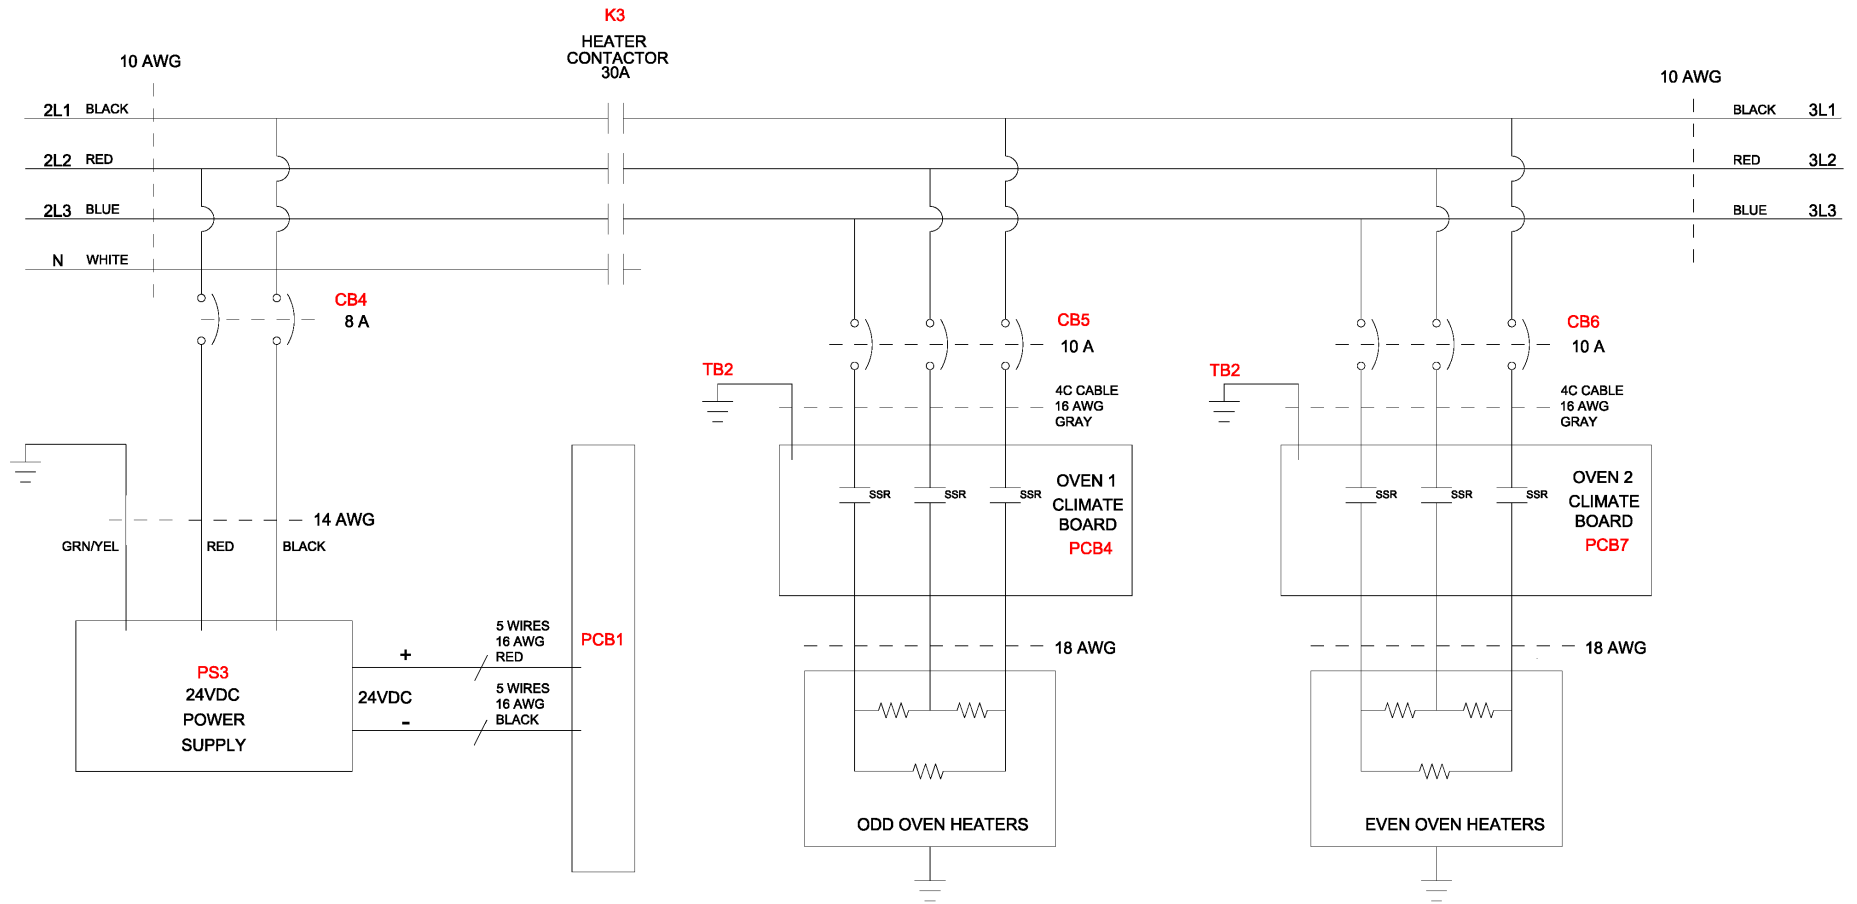 K3
HEATER
CONTACTOR
30A
10 AWG
10 AWG
2L1 BLACK
BLACK 3L1
2L2 RED
RED 3L2
2L3 BLUE
BLUE 3L3
N WHITE
CB4
8 A
CB5
10 A
CB6
10 A
TB2
TB2
4C CABLE
16 AWG
GRAY
4C CABLE
16 AWG
GRAY
SSR SSR SSR
OVEN 1
CLIMATE
BOARD
PCB4
SSR SSR SSR
OVEN 2
CLIMATE
BOARD
PCB7
14 AWG
GRN/YEL RED BLACK
5 WIRES
16 AWG
RED
PCB1
18 AWG
18 AWG
+
PS3
24VDC
POWER
SUPPLY
24VDC
-
5 WIRES
16 AWG
BLACK
ODD OVEN HEATERS
EVEN OVEN HEATERS